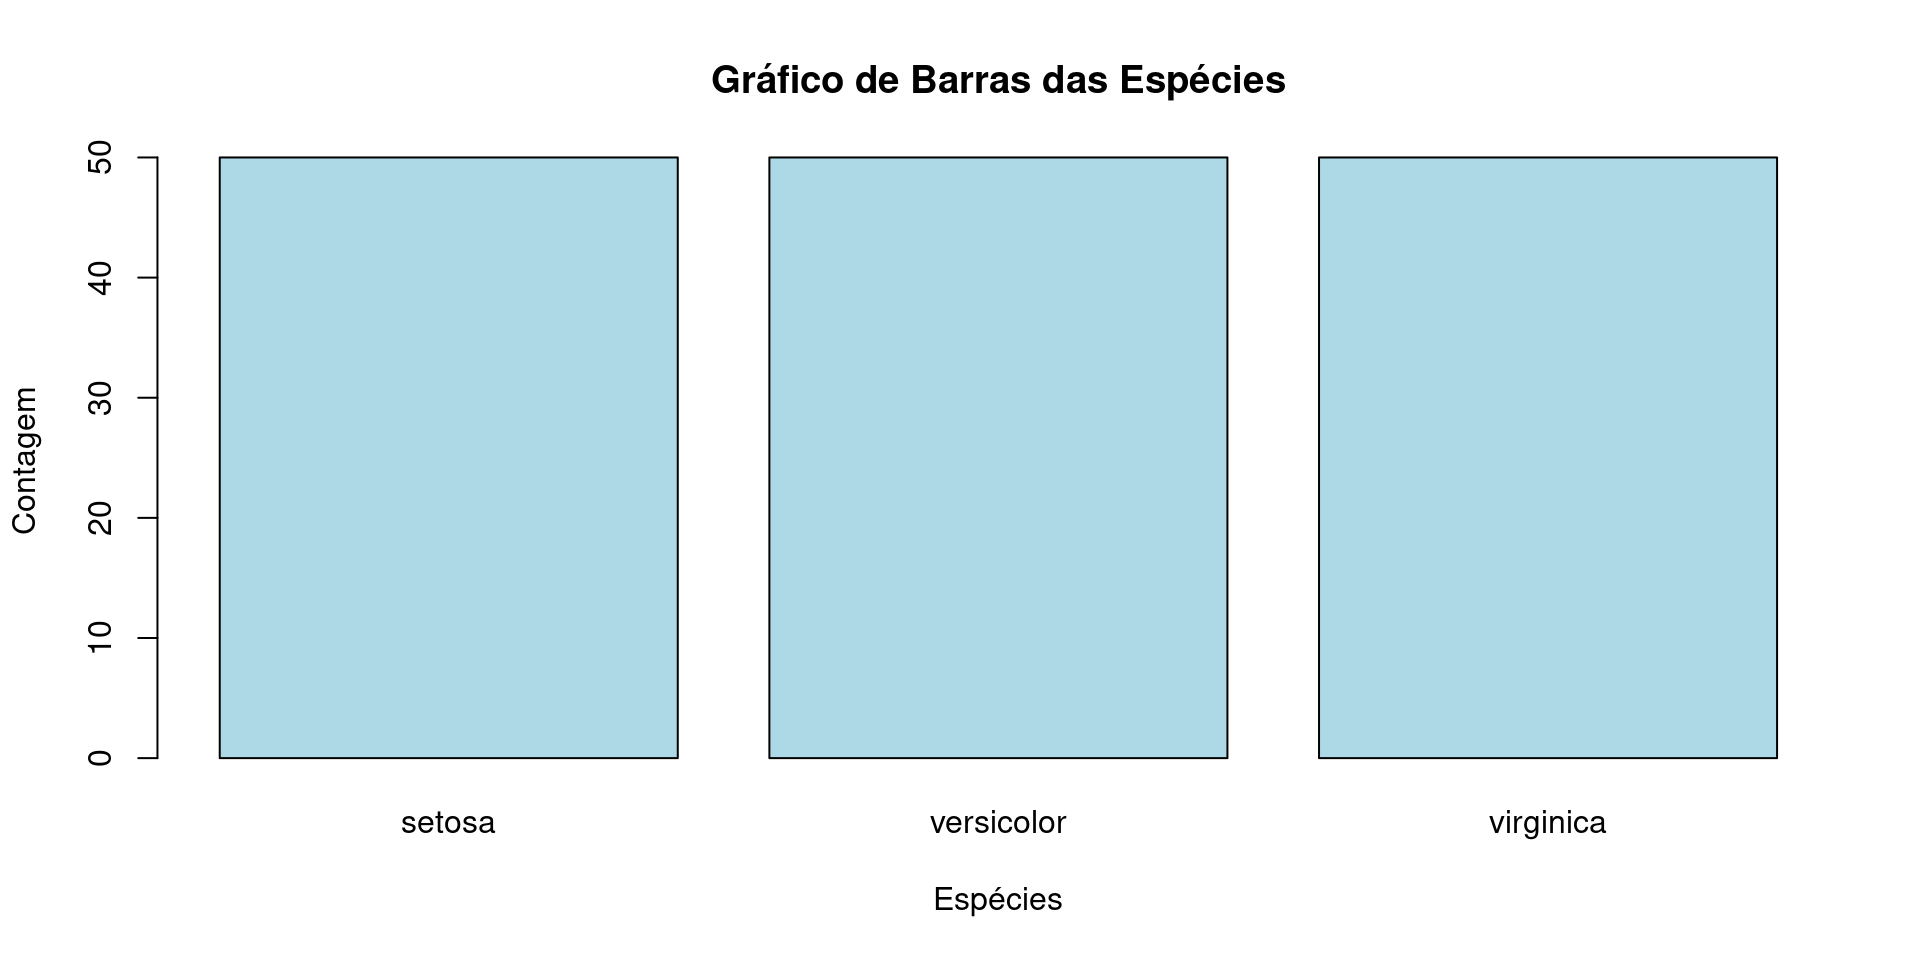 Gráfico de Barras das Espécies
Contagem
50
40
30
20
10
0
setosa
versicolor
virginica
Espécies